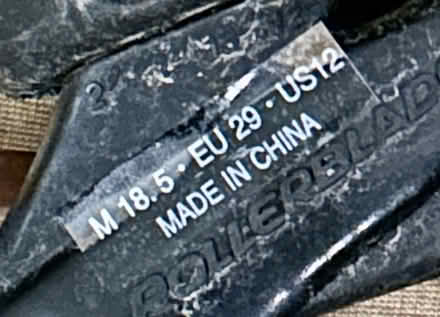 M 18.5 • EU 29 • US12
MADE IN CHINA
ROLLERBLADE